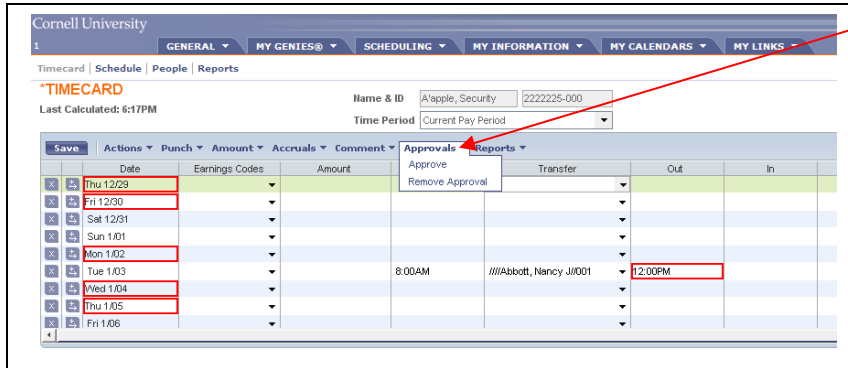 Cornell University
1 GENERAL MY GENIES® SCHEDULING MY INFORMATION MY CALENDARS MY LINKS
Timecard | Schedule | People | Reports
*TIMECARD
Last Calculated: 6:17PM
Name & ID A'apple, Security 2222225-000
Time Period Current Pay Period
Save Actions Punch Amount Accruals Comment Approvals Reports
Approve
Remove Approval
Date Earnings Codes Amount Transfer Out In
Thu 12/29
Fri 12/30
Sat 12/31
Sun 1/01
Mon 1/02
Tue 1/03 8:00AM ////Abbott, Nancy J//001 12:00PM
Wed 1/04
Thu 1/05
Fri 1/06